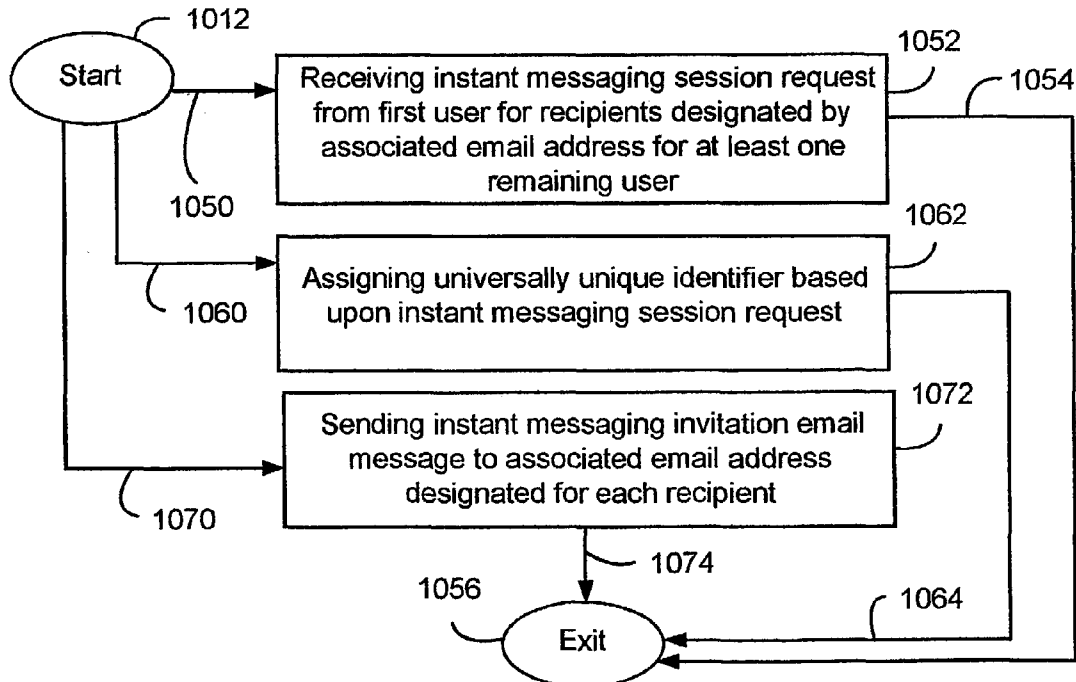 1012
Start
1052
Receiving instant messaging session request
from first user for recipients designated by
associated email address for at least one
remaining user
1054
1050
1062
Assigning universally unique identifier based
upon instant messaging session request
1060
1072
Sending instant messaging invitation email
message to associated email address
designated for each recipient
1070
1074
1056
Exit
1064